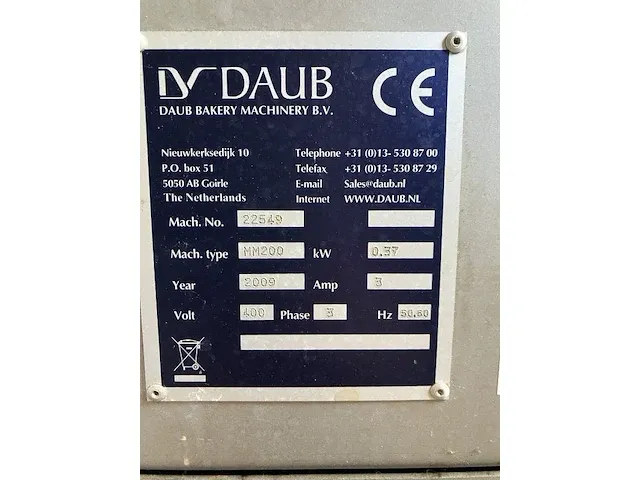 DV DAUB CE
DAUB BAKERY MACHINERY B.V.
Nieuwkerksedijk 10 Telephone +31 (0)13- 530 87 00
P.O. box 51 Telefax +31 (0)13- 530 87 29
5050 AB Goirle E-mail Sales@daub.nl
The Netherlands Internet WWW.DAUB.NL
Mach. No. 22549
Mach. type MM200 kW 0.37
Year 2009 Amp 3
Volt 400 Phase 3 Hz 50.60